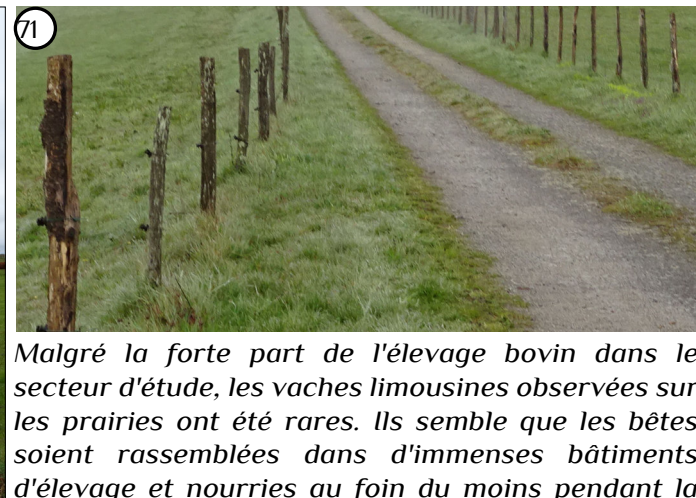 71
Malgré la forte part de l'élevage bovin dans le
secteur d'étude, les vaches limousines observées sur
les prairies ont été rares. Ils semble que les bêtes
soient rassemblées dans d'immenses bâtiments
d'élevage et nourries au foin du moins pendant la